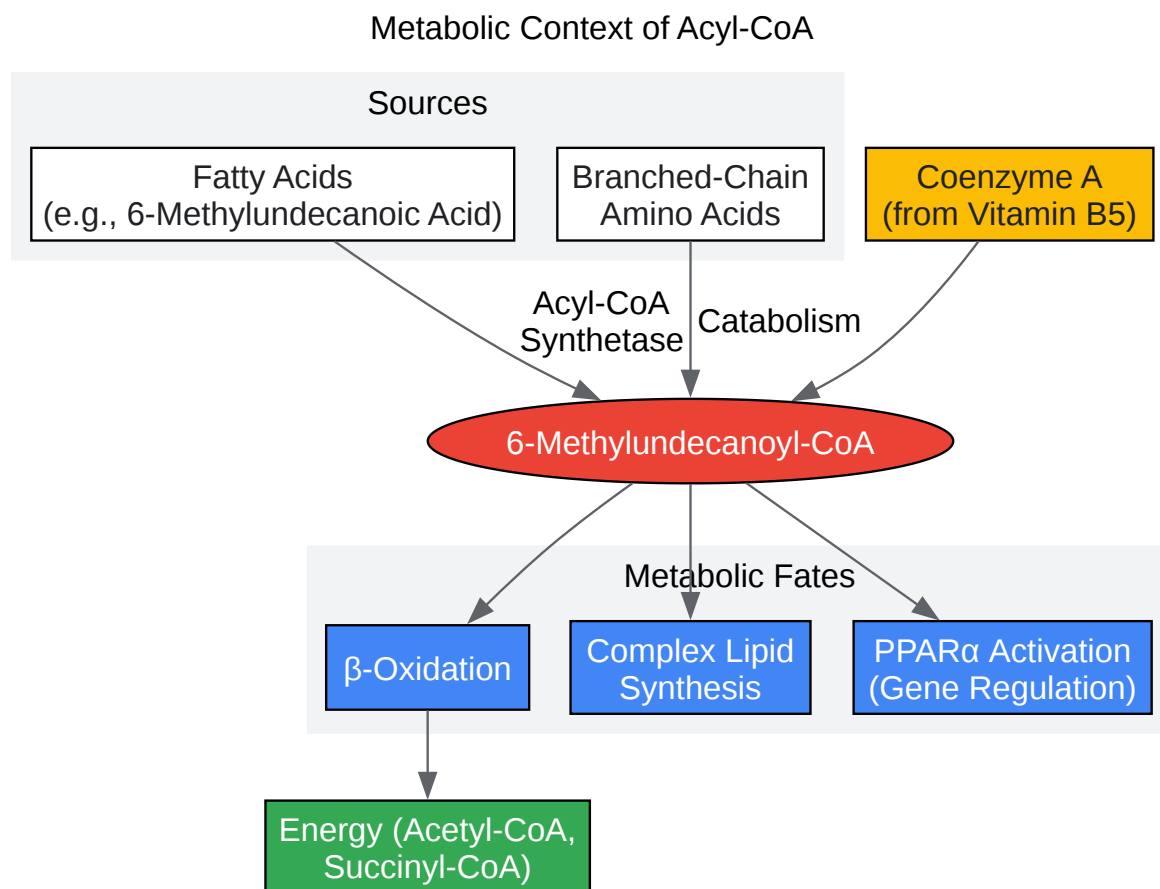 Metabolic Context of Acyl-CoA
Sources
Fatty Acids
(e.g., 6-Methylundecanoic Acid)
Branched-Chain
Amino Acids
Coenzyme A
(from Vitamin B5)
Acyl-CoA
Synthetase
Catabolism
6-Methylundecanoyl-CoA
Metabolic Fates
β-Oxidation
Complex Lipid
Synthesis
PPARα Activation
(Gene Regulation)
Energy (Acetyl-CoA,
Succinyl-CoA)